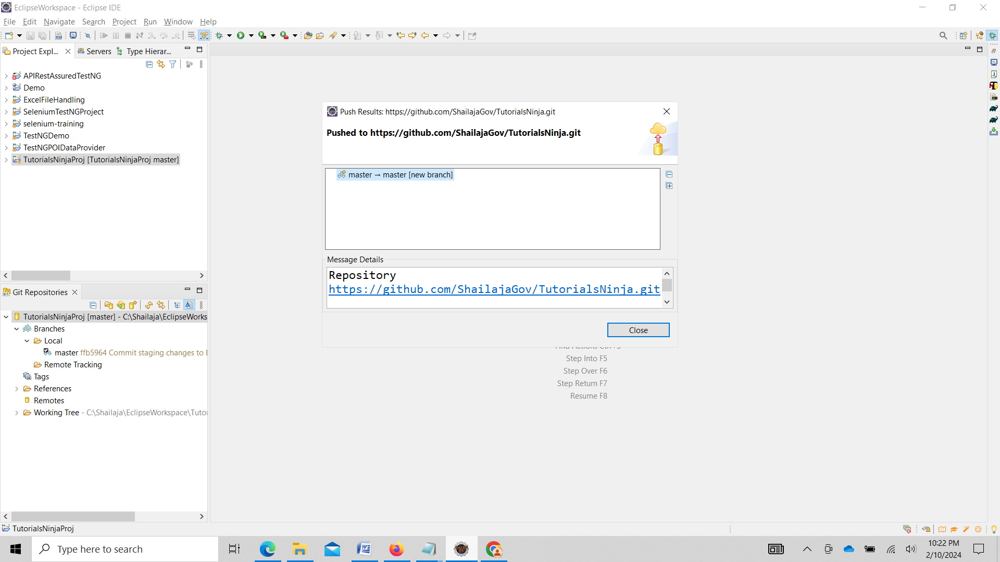 EclipseWorkspace - Eclipse IDE
File Edit Navigate Search Project Run Window Help
Project Expl... Servers Type Hierar...
APIRestAssuredTestNG
Demo
ExcelFileHandling
SeleniumTestNGProject
selenium-training
TestNGDemo
TestNGPOIDataProvider
TutorialsNinjaProj [TutorialsNinjaProj master]
Git Repositories
TutorialsNinjaProj [master] - C:\Shailaja\EclipseWorks
Branches
Local
master ffb5964 Commit staging changes to
Remote Tracking
Tags
References
Remotes
Working Tree - C:\Shailaja\EclipseWorkspace\Tutor
Push Results: https://github.com/ShailajaGov/TutorialsNinja.git
Pushed to https://github.com/ShailajaGov/TutorialsNinja.git
master → master [new branch]
Message Details
Repository
https://github.com/ShailajaGov/TutorialsNinja.git
Close
Step Into F5
Step Over F6
Step Return F7
Resume F8
TutorialsNinjaProj
Type here to search
10:22 PM
2/10/2024